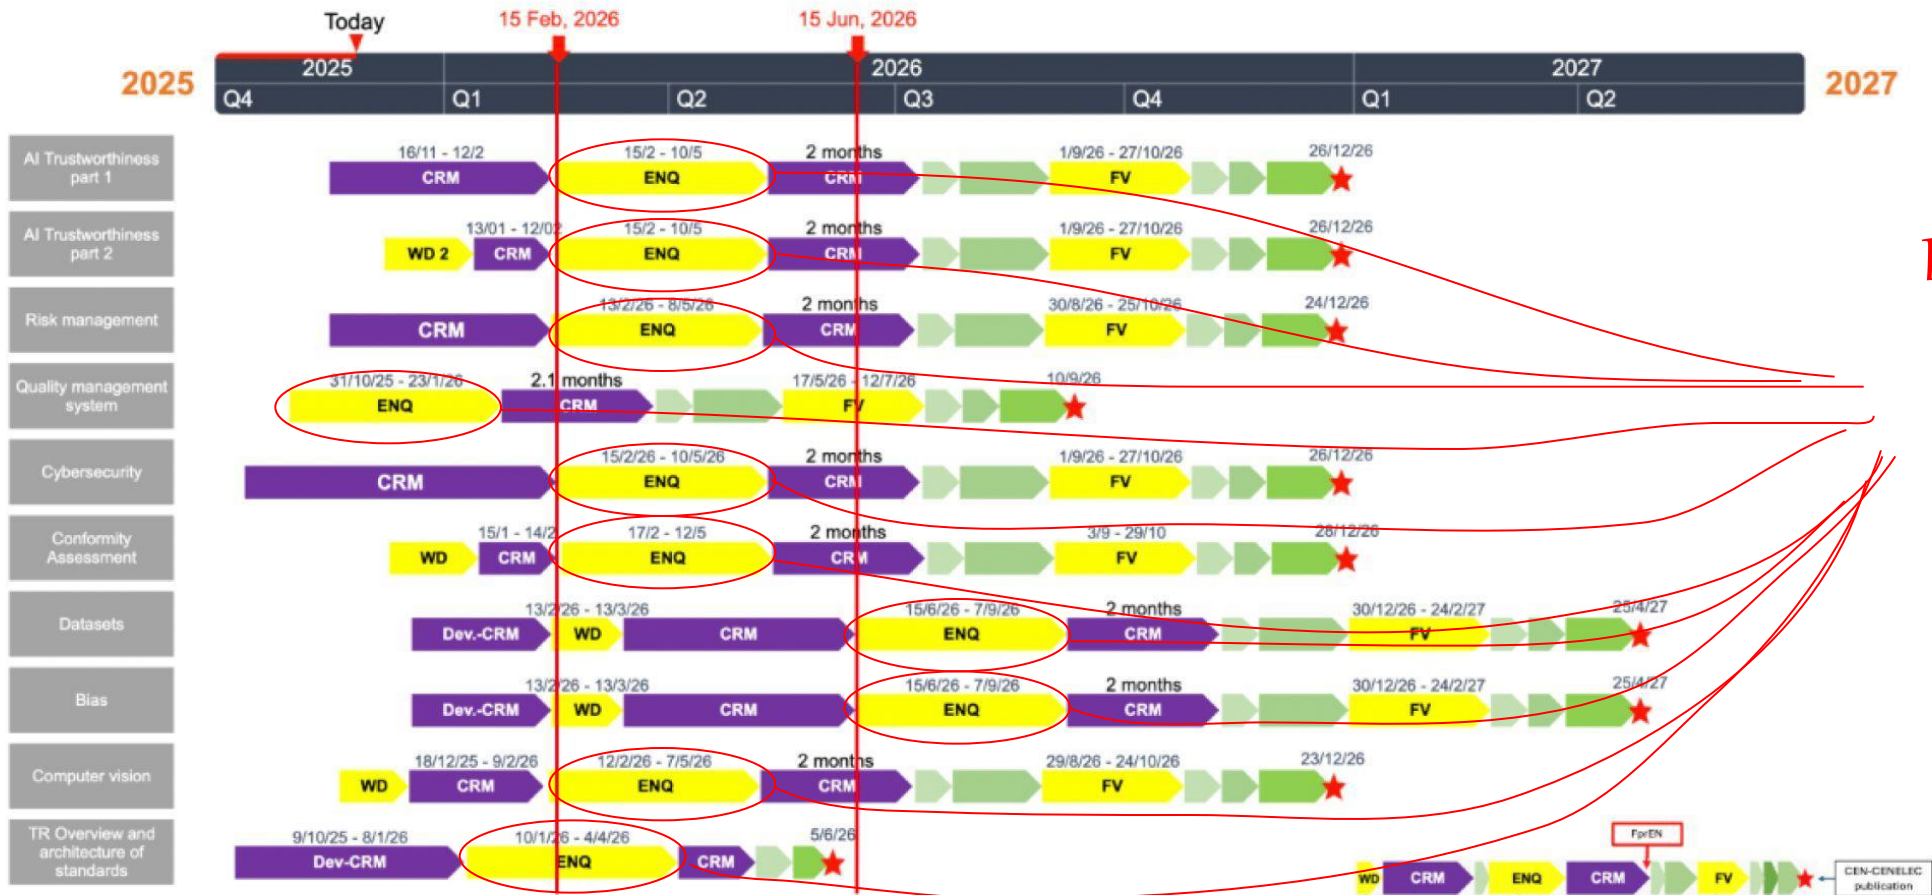 Today
15 Feb, 2026
15 Jun, 2026
2025
2025
2026
2027
2027
Q4
Q1
Q2
Q3
Q4
Q1
Q2
AI Trustworthiness
part 1
16/11 - 12/2
15/2 - 10/5
2 months
1/9/26 - 27/10/26
26/12/26
CRM
ENQ
CRM
FV
AI Trustworthiness
part 2
13/01 - 12/02
15/2 - 10/5
2 months
1/9/26 - 27/10/26
26/12/26
WD 2
CRM
ENQ
CRM
FV
Risk management
13/2/26 - 8/5/26
2 months
30/8/26 - 25/10/26
24/12/26
CRM
ENQ
CRM
FV
Quality management
system
31/10/25 - 23/1/26
2.1 months
17/5/26 - 12/7/26
10/9/26
ENQ
CRM
FV
Cybersecurity
15/2/26 - 10/5/26
2 months
1/9/26 - 27/10/26
26/12/26
CRM
ENQ
CRM
FV
Conformity
Assessment
15/1 - 14/2
17/2 - 12/5
2 months
3/9 - 29/10
28/12/26
WD
CRM
ENQ
CRM
FV
Datasets
13/2/26 - 13/3/26
15/6/26 - 7/9/26
2 months
30/12/26 - 24/2/27
25/4/27
Dev.-CRM
WD
CRM
ENQ
CRM
FV
Bias
13/2/26 - 13/3/26
15/6/26 - 7/9/26
2 months
30/12/26 - 24/2/27
25/4/27
Dev.-CRM
WD
CRM
ENQ
CRM
FV
Computer vision
18/12/25 - 9/2/26
12/2/26 - 7/5/26
2 months
29/8/26 - 24/10/26
23/12/26
WD
CRM
ENQ
CRM
FV
TR Overview and
architecture of
standards
9/10/25 - 8/1/26
10/1/26 - 4/4/26
5/6/26
Dev-CRM
ENQ
CRM
FprEN
WD
CRM
ENQ
CRM
FV
CEN-CENELEC
publication